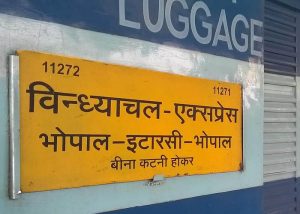 LUGGAGE
11272 11271
विन्ध्याचल-एक्सप्रेस
भोपाल-इटारसी-भोपाल
बीना कटनी होकर